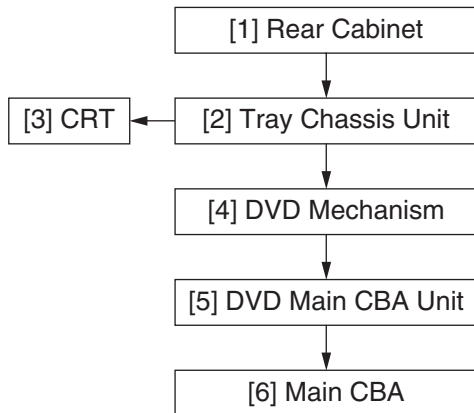 [1] Rear Cabinet
[3] CRT
[2] Tray Chassis Unit
[4] DVD Mechanism
[5] DVD Main CBA Unit
[6] Main CBA